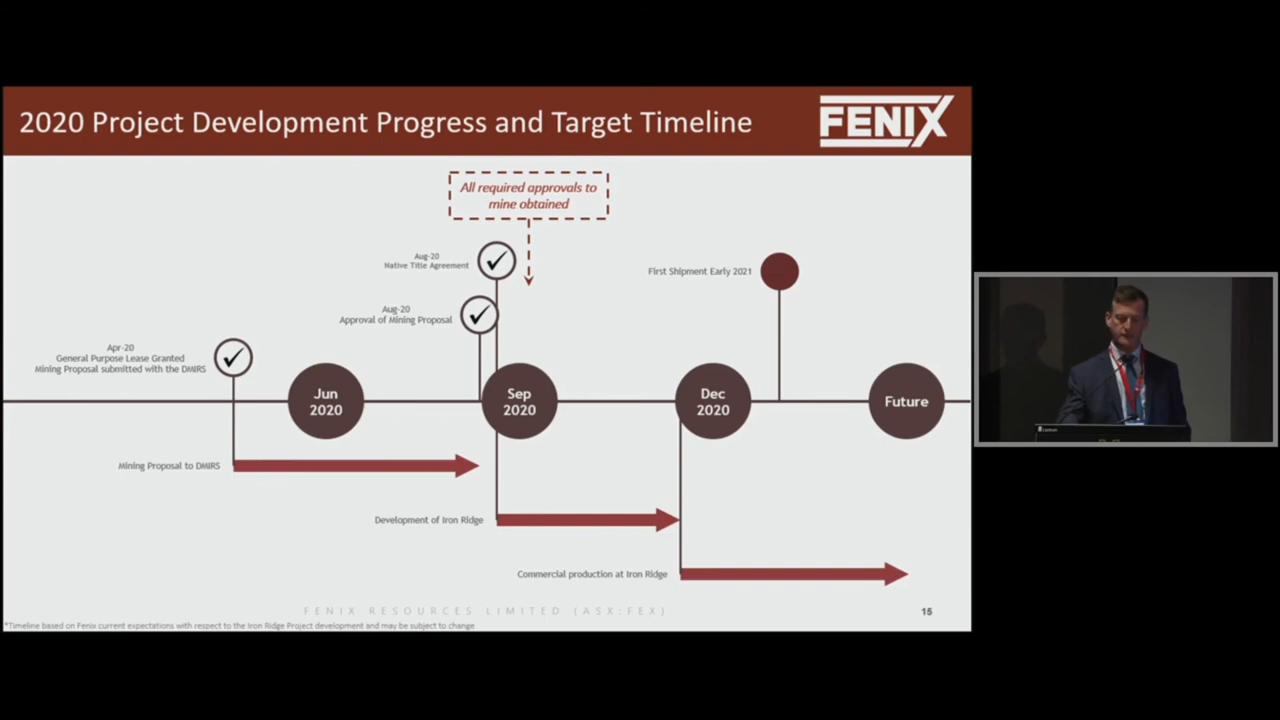 2020 Project Development Progress and Target Timeline
FENIX
All required approvals to
mine obtained
Aug-20
Native Title Agreement
First Shipment Early 2021
Aug-20
Approval of Mining Proposal
Apr-20
General Purpose Lease Granted
Mining Proposal submitted with the DMIRS
Jun
2020
Sep
2020
Dec
2020
Future
Mining Proposal to DMIRS
Development of Iron Ridge
Commercial production at Iron Ridge
FENIX RESOURCES LIMITED (ASX:FEX)
15
*Timeline based on Fenix current expectations with respect to the Iron Ridge Project development and may be subject to change